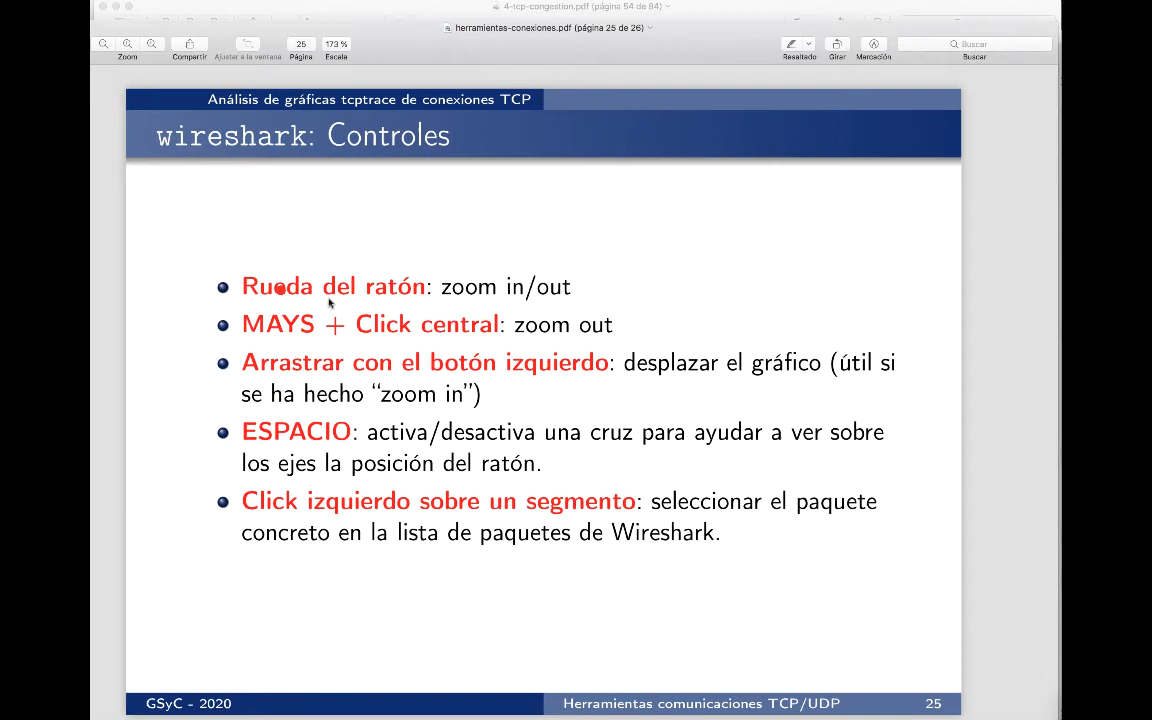 4-tcp-congestion.pdf (página 54 de 84)
herramientas-conexiones.pdf (página 25 de 26)
25
173 %
Buscar
Zoom
Compartir
Ajustar a la ventana
Página
Escala
Resaltado
Girar
Marcación
Buscar
Análisis de gráficas tcptrace de conexiones TCP
wireshark: Controles
Rueda del ratón: zoom in/out
MAYS + Click central: zoom out
Arrastrar con el botón izquierdo: desplazar el gráfico (útil si
se ha hecho “zoom in”)
ESPACIO: activa/desactiva una cruz para ayudar a ver sobre
los ejes la posición del ratón.
Click izquierdo sobre un segmento: seleccionar el paquete
concreto en la lista de paquetes de Wireshark.
GSyC - 2020
Herramientas comunicaciones TCP/UDP
25